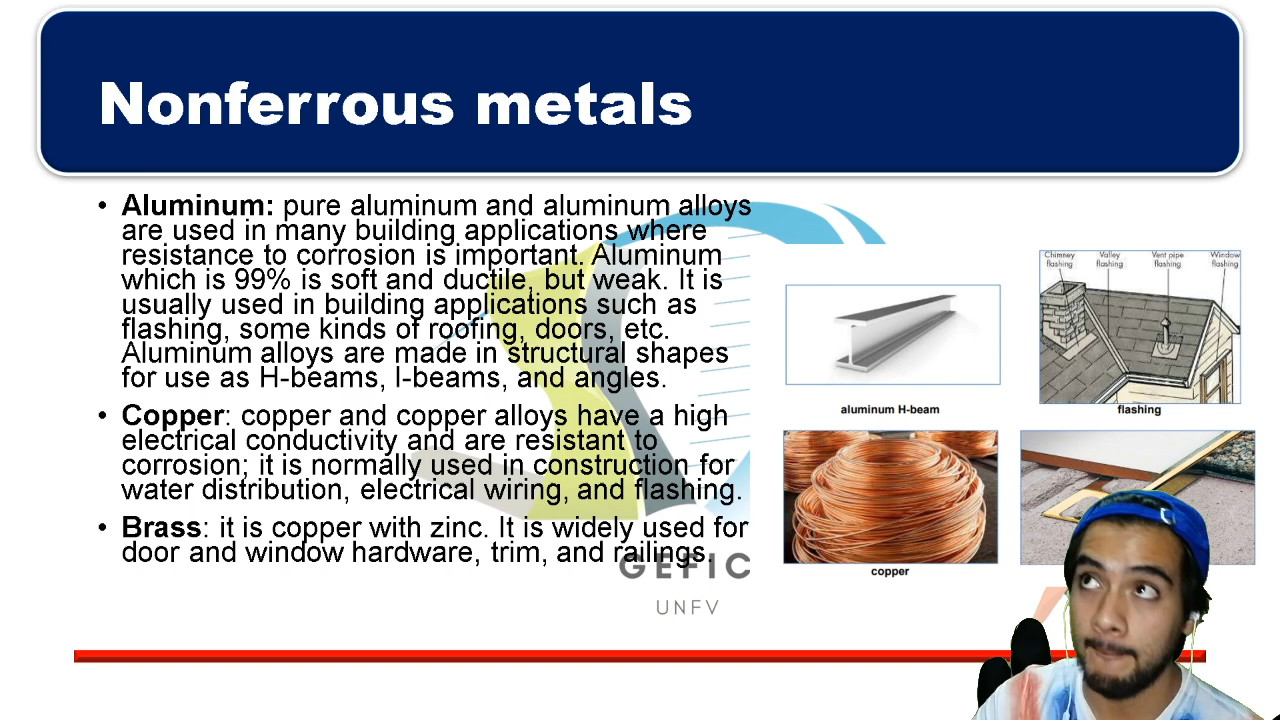 Nonferrous metals
• Aluminum: pure aluminum and aluminum alloys
are used in many building applications where
resistance to corrosion is important. Aluminum
which is 99% is soft and ductile, but weak. It is
usually used in building applications such as
flashing, some kinds of roofing, doors, etc.
Aluminum alloys are made in structural shapes
for use as H-beams, I-beams, and angles.
• Copper: copper and copper alloys have a high
electrical conductivity and are resistant to
corrosion; it is normally used in construction for
water distribution, electrical wiring, and flashing.
• Brass: it is copper with zinc. It is widely used for
door and window hardware, trim, and railings.
GEFIC
UNFV
Chimney flashing
Valley flashing
Vent pipe flashing
Window flashing
aluminum H-beam
flashing
copper